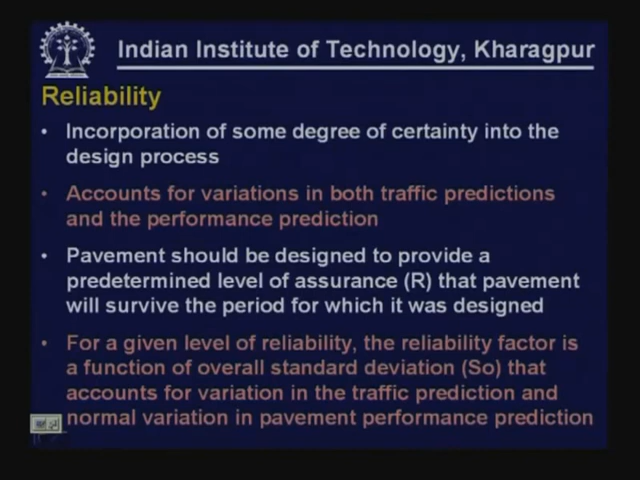 Indian Institute of Technology, Kharagpur
Reliability
• Incorporation of some degree of certainty into the
design process
• Accounts for variations in both traffic predictions
and the performance prediction
• Pavement should be designed to provide a
predetermined level of assurance (R) that pavement
will survive the period for which it was designed
• For a given level of reliability, the reliability factor is
a function of overall standard deviation (So) that
accounts for variation in the traffic prediction and
normal variation in pavement performance prediction